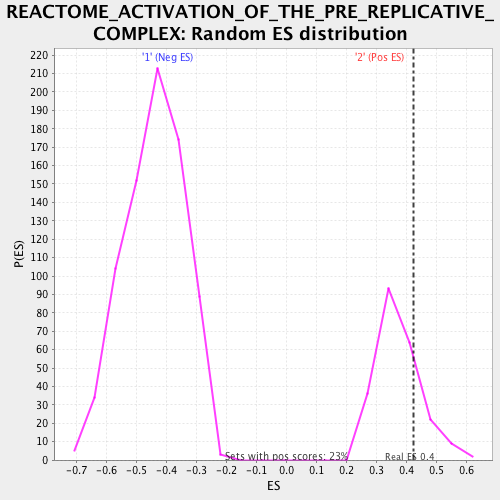 REACTOME_ACTIVATION_OF_THE_PRE_REPLICATIVE_
COMPLEX: Random ES distribution
'1' (Neg ES)
'2' (Pos ES)
220
210
200
190
180
170
160
150
140
130
120
110
100
90
80
70
60
50
40
30
20
10
0
P(ES)
Sets with pos scores: 23%
Real ES 0.4
-0.7 -0.6 -0.5 -0.4 -0.3 -0.2 -0.1 0.0 0.1 0.2 0.3 0.4 0.5 0.6
ES